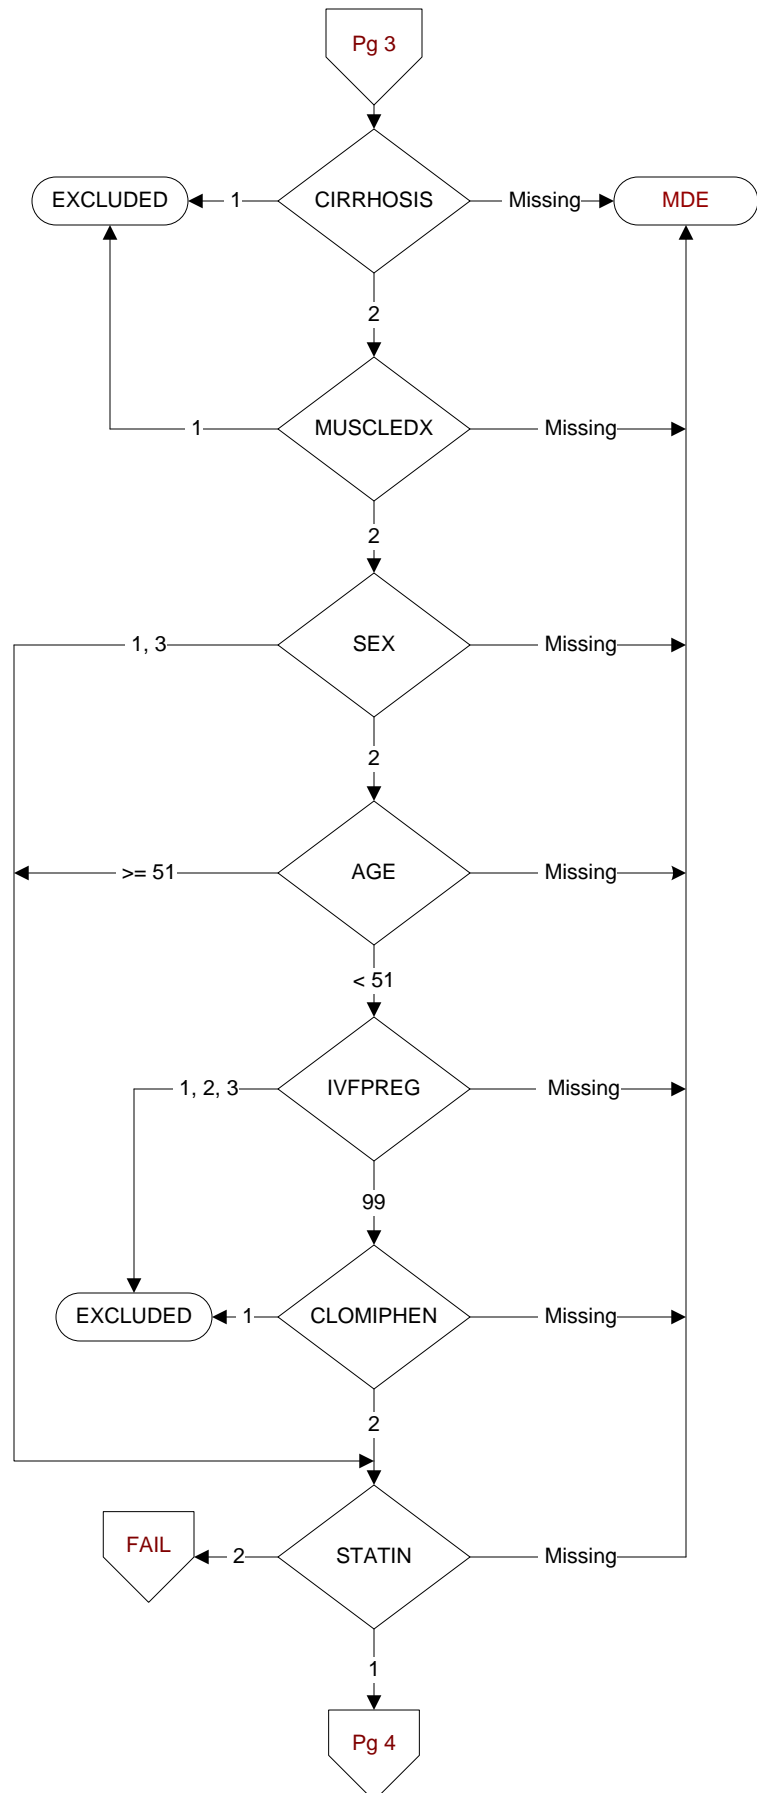 Pg 3
EXCLUDED
1
CIRRHOSIS
Missing
MDE
2
1
MUSCLEDX
Missing
2
1, 3
SEX
Missing
2
>= 51
AGE
Missing
< 51
1, 2, 3
IVFPREG
Missing
99
EXCLUDED
1
CLOMIPHEN
Missing
2
FAIL
2
STATIN
Missing
1
Pg 4